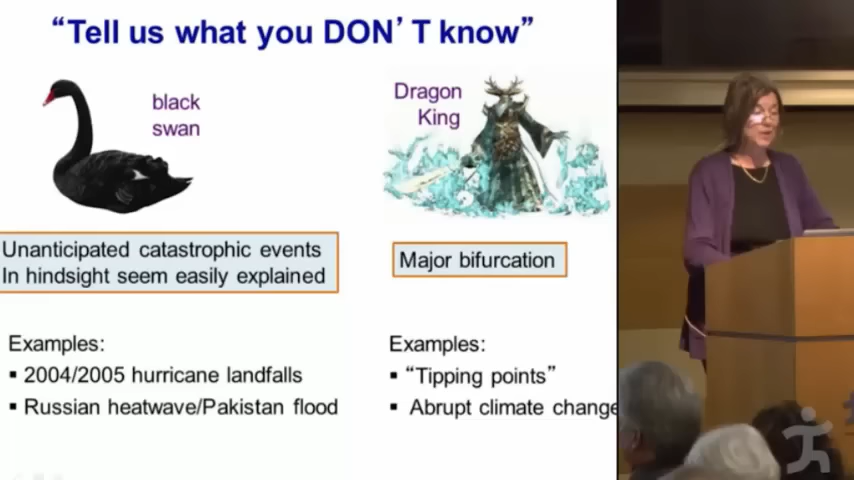 “Tell us what you DON’T know”
black
swan
Dragon
King
Unanticipated catastrophic events
In hindsight seem easily explained
Major bifurcation
Examples:
▪ 2004/2005 hurricane landfalls
▪ Russian heatwave/Pakistan flood
Examples:
▪ “Tipping points”
▪ Abrupt climate change